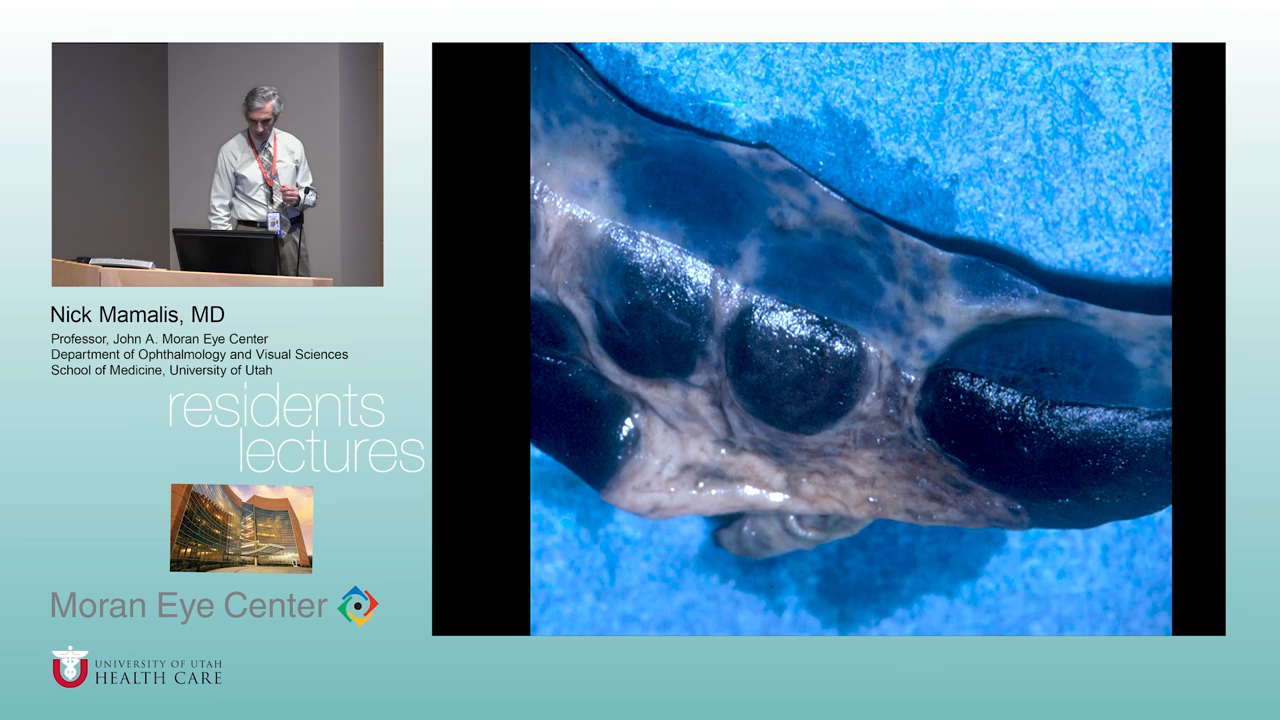 Nick Mamalis, MD
Professor, John A. Moran Eye Center
Department of Ophthalmology and Visual Sciences
School of Medicine, University of Utah
residents
lectures
Moran Eye Center
UNIVERSITY OF UTAH
HEALTH CARE